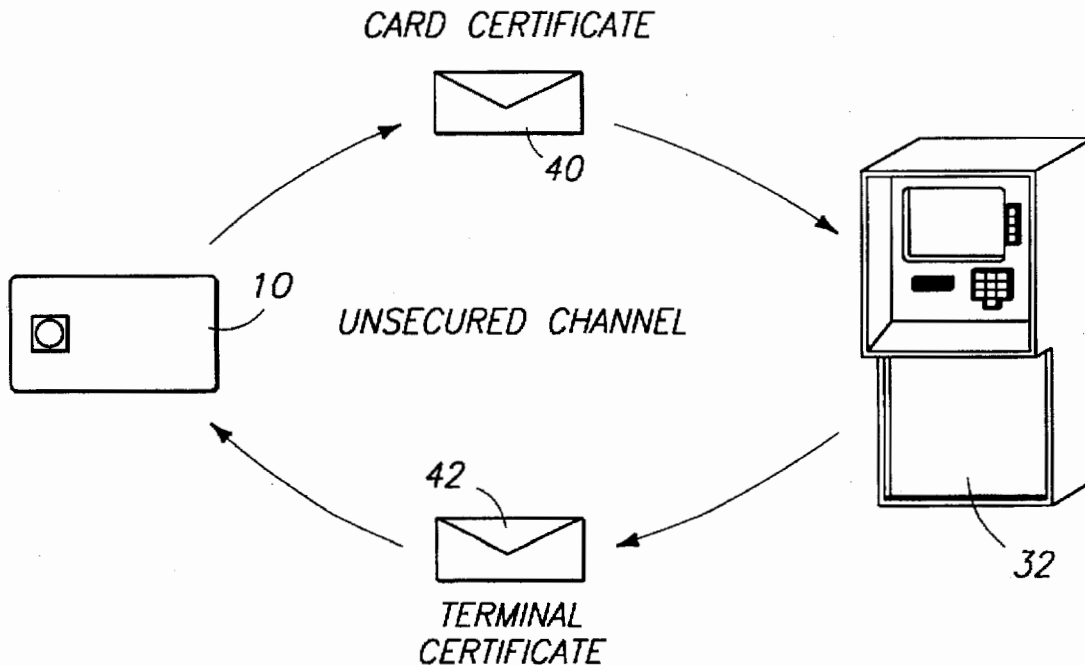 CARD CERTIFICATE
40
10
UNSECURED CHANNEL
42
32
TERMINAL
CERTIFICATE